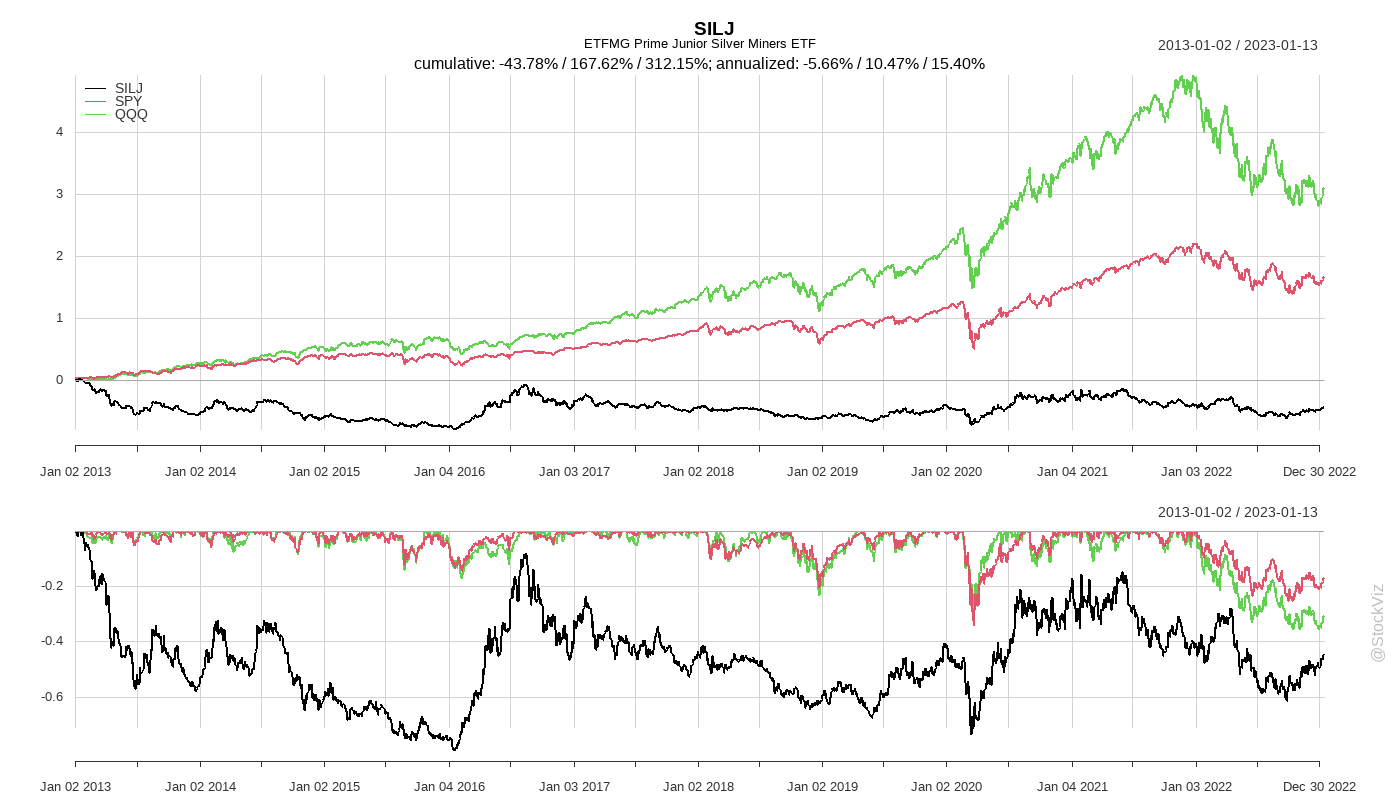 SILJ
ETFMG Prime Junior Silver Miners ETF
2013-01-02 / 2023-01-13
cumulative: -43.78% / 167.62% / 312.15%; annualized: -5.66% / 10.47% / 15.40%
SILJ
SPY
QQQ
4
3
2
1
0
Jan 02 2013 Jan 02 2014 Jan 02 2015 Jan 04 2016 Jan 03 2017 Jan 02 2018 Jan 02 2019 Jan 02 2020 Jan 04 2021 Jan 03 2022 Dec 30 2022
2013-01-02 / 2023-01-13
-0.2
-0.4
-0.6
Jan 02 2013 Jan 02 2014 Jan 02 2015 Jan 04 2016 Jan 03 2017 Jan 02 2018 Jan 02 2019 Jan 02 2020 Jan 04 2021 Jan 03 2022 Dec 30 2022
@StockViz